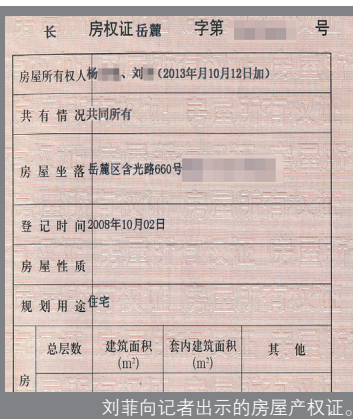 长 房权证 岳麓 字第 号
房屋所有权人 杨 、刘 (2013年月10月12日加)
共有情况 共同所有
房屋坐落 岳麓区含光路660号
登记时间 2008年10月02日
房屋性质
规划用途 住宅
总层数 建筑面积 套内建筑面积 其他
(m²) (m²)
房
刘菲向记者出示的房屋产权证。